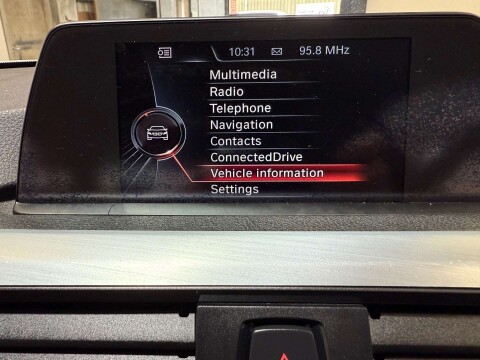 10:31 95.8 MHz
Multimedia
Radio
Telephone
Navigation
Contacts
ConnectedDrive
Vehicle information
Settings